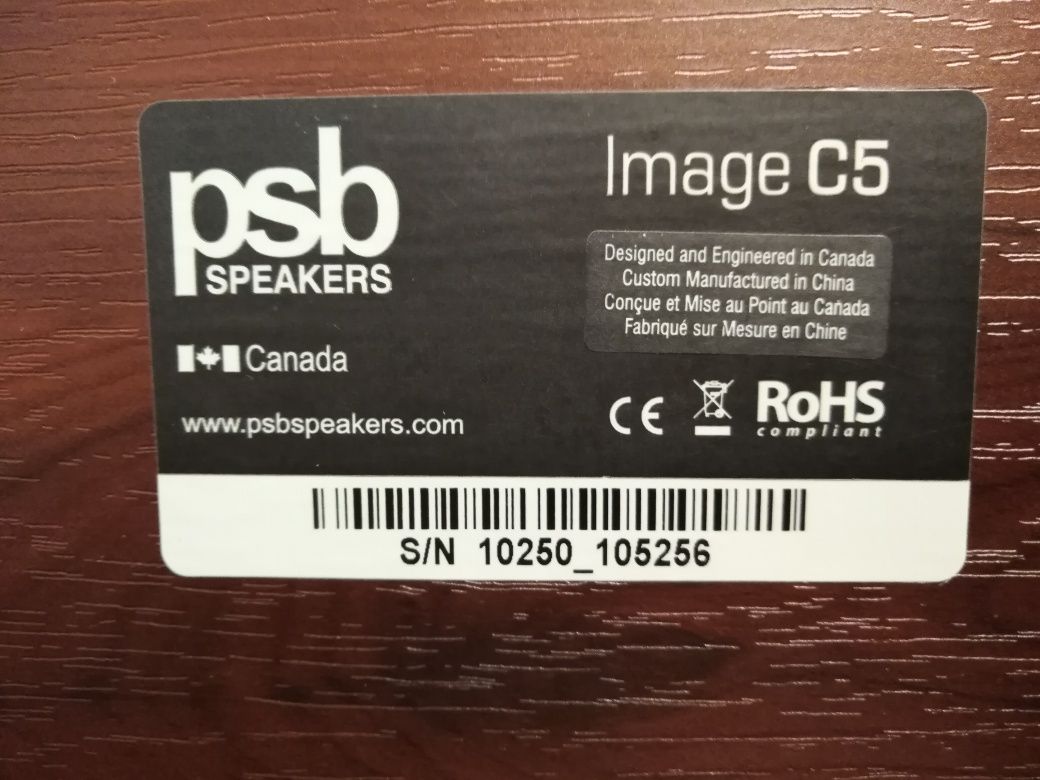 psb
SPEAKERS
Canada
www.psbspeakers.com
Image C5
Designed and Engineered in Canada
Custom Manufactured in China
Conçue et Mise au Point au Canada
Fabriqué sur Mesure en Chine
CE
RoHS
compliant
S/N 10250_105256